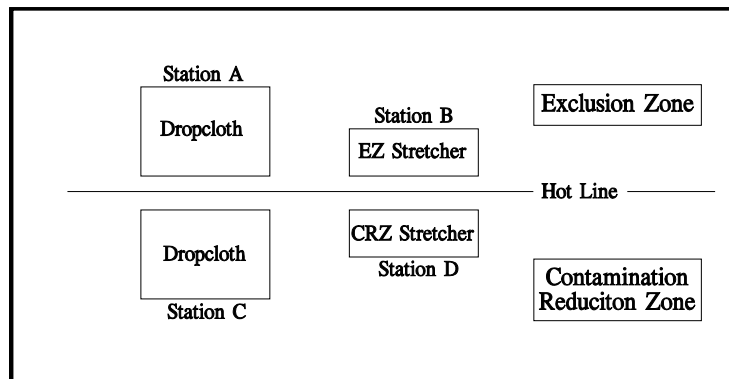 Station A
Dropcloth
Station B
EZ Stretcher
Exclusion Zone
Hot Line
Dropcloth
Station C
CRZ Stretcher
Station D
Contamination
Reduciton Zone